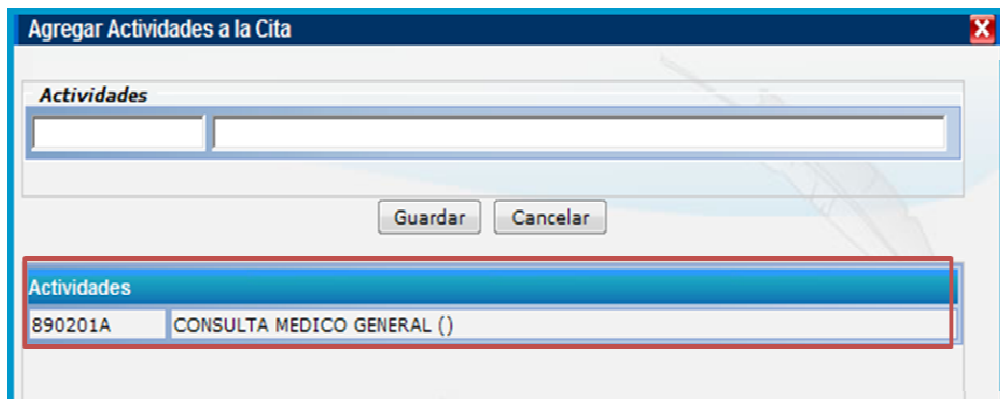 Agregar Actividades a la Cita
Actividades
Guardar Cancelar
Actividades
890201A CONSULTA MEDICO GENERAL ()